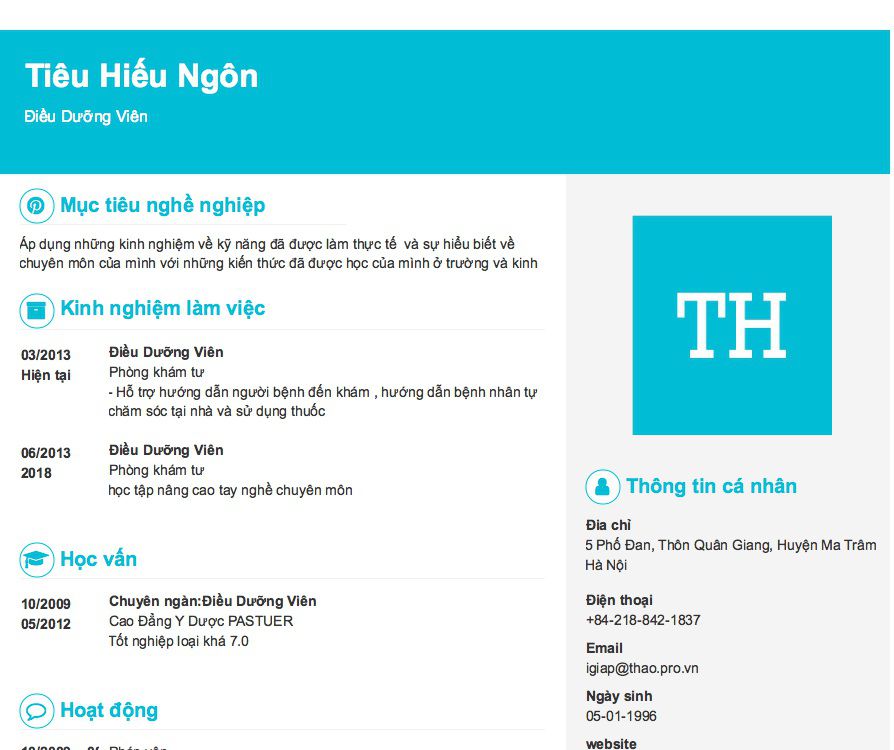 Tiêu Hiếu Ngôn
Điều Dưỡng Viên
Mục tiêu nghề nghiệp
Áp dụng những kinh nghiệm về kỹ năng đã được làm thực tế và sự hiểu biết về
chuyên môn của mình với những kiến thức đã được học của mình ở trường và kinh
Kinh nghiệm làm việc
03/2013
Hiện tại
Điều Dưỡng Viên
Phòng khám tư
- Hỗ trợ hướng dẫn người bệnh đến khám , hướng dẫn bệnh nhân tự
chăm sóc tại nhà và sử dụng thuốc
06/2013
2018
Điều Dưỡng Viên
Phòng khám tư
học tập nâng cao tay nghề chuyên môn
Học vấn
10/2009
05/2012
Chuyên ngàn:Điều Dưỡng Viên
Cao Đẳng Y Dược PASTUER
Tốt nghiệp loại khá 7.0
Hoạt động
TH
Thông tin cá nhân
Đia chỉ
5 Phố Đan, Thôn Quân Giang, Huyện Ma Trâm
Hà Nội
Điện thoại
+84-218-842-1837
Email
igiap@thao.pro.vn
Ngày sinh
05-01-1996
website